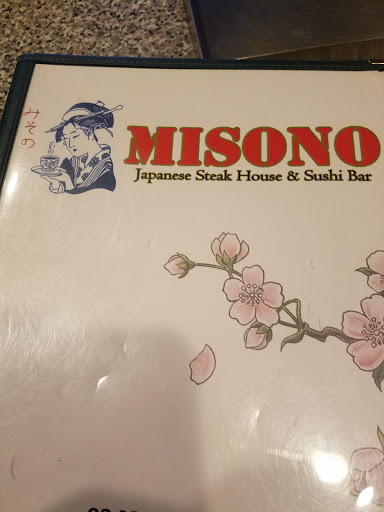 みその
MISONO
Japanese Steak House & Sushi Bar